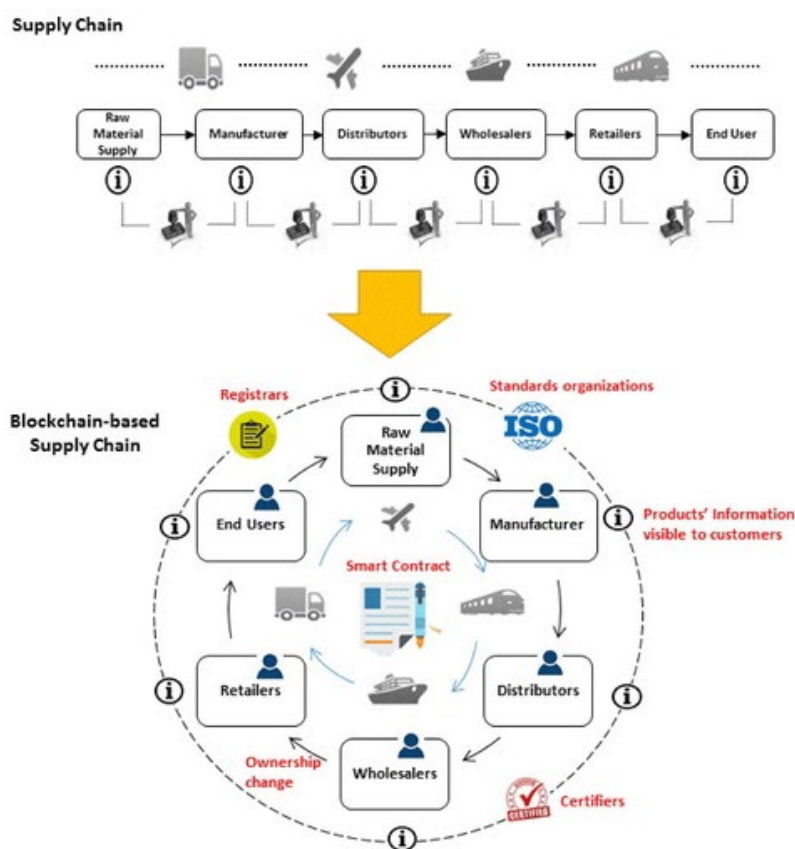 Supply Chain
Raw
Material
Supply
Manufacturer
Distributors
Wholesalers
Retailers
End User
i
i
i
i
i
i
Blockchain-based
Supply Chain
Registrars
i
Standards organizations
ISO
Raw
Material
Supply
End Users
i
Manufacturer
i
Products' Information
visible to customers
Smart Contract
Retailers
i
Distributors
i
Ownership
change
Wholesalers
CERTIFIED
Certifiers
i